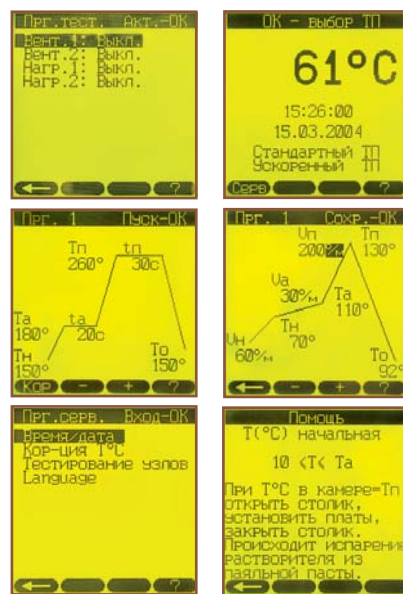 Прг.тест. Акт.-ОК
Вент.1: Выкл.
Вент.2: Выкл.
Нагр.1: Выкл.
Нагр.2: Выкл.
?
ОК - выбор ТП
61°C
15:26:00
15.03.2004
Стандартный ТП
Ускоренный ТП
Серв ?
Прг. 1 Пуск-ОК
Тп tп
260° 30с
Та tа
180° 20с
Тн То
150° 150°
Кор - + ?
Прг. 1 Сохр.-ОК
Uп Тп
200%м 130°
Uа
30%м Та
110°
Uн Тн
60%м 70°
То
92°
- + ?
Прг.серв. Вход-ОК
Время/дата
Кор-ция Т°С
Тестирование узлов
Language
?
Помощь
Т(°С) начальная
10 <Т< Та
При Т°С в камере=Тп
открыть столик,
установить платы,
закрыть столик.
Происходит испарение
растворителя из
паяльной пасты.